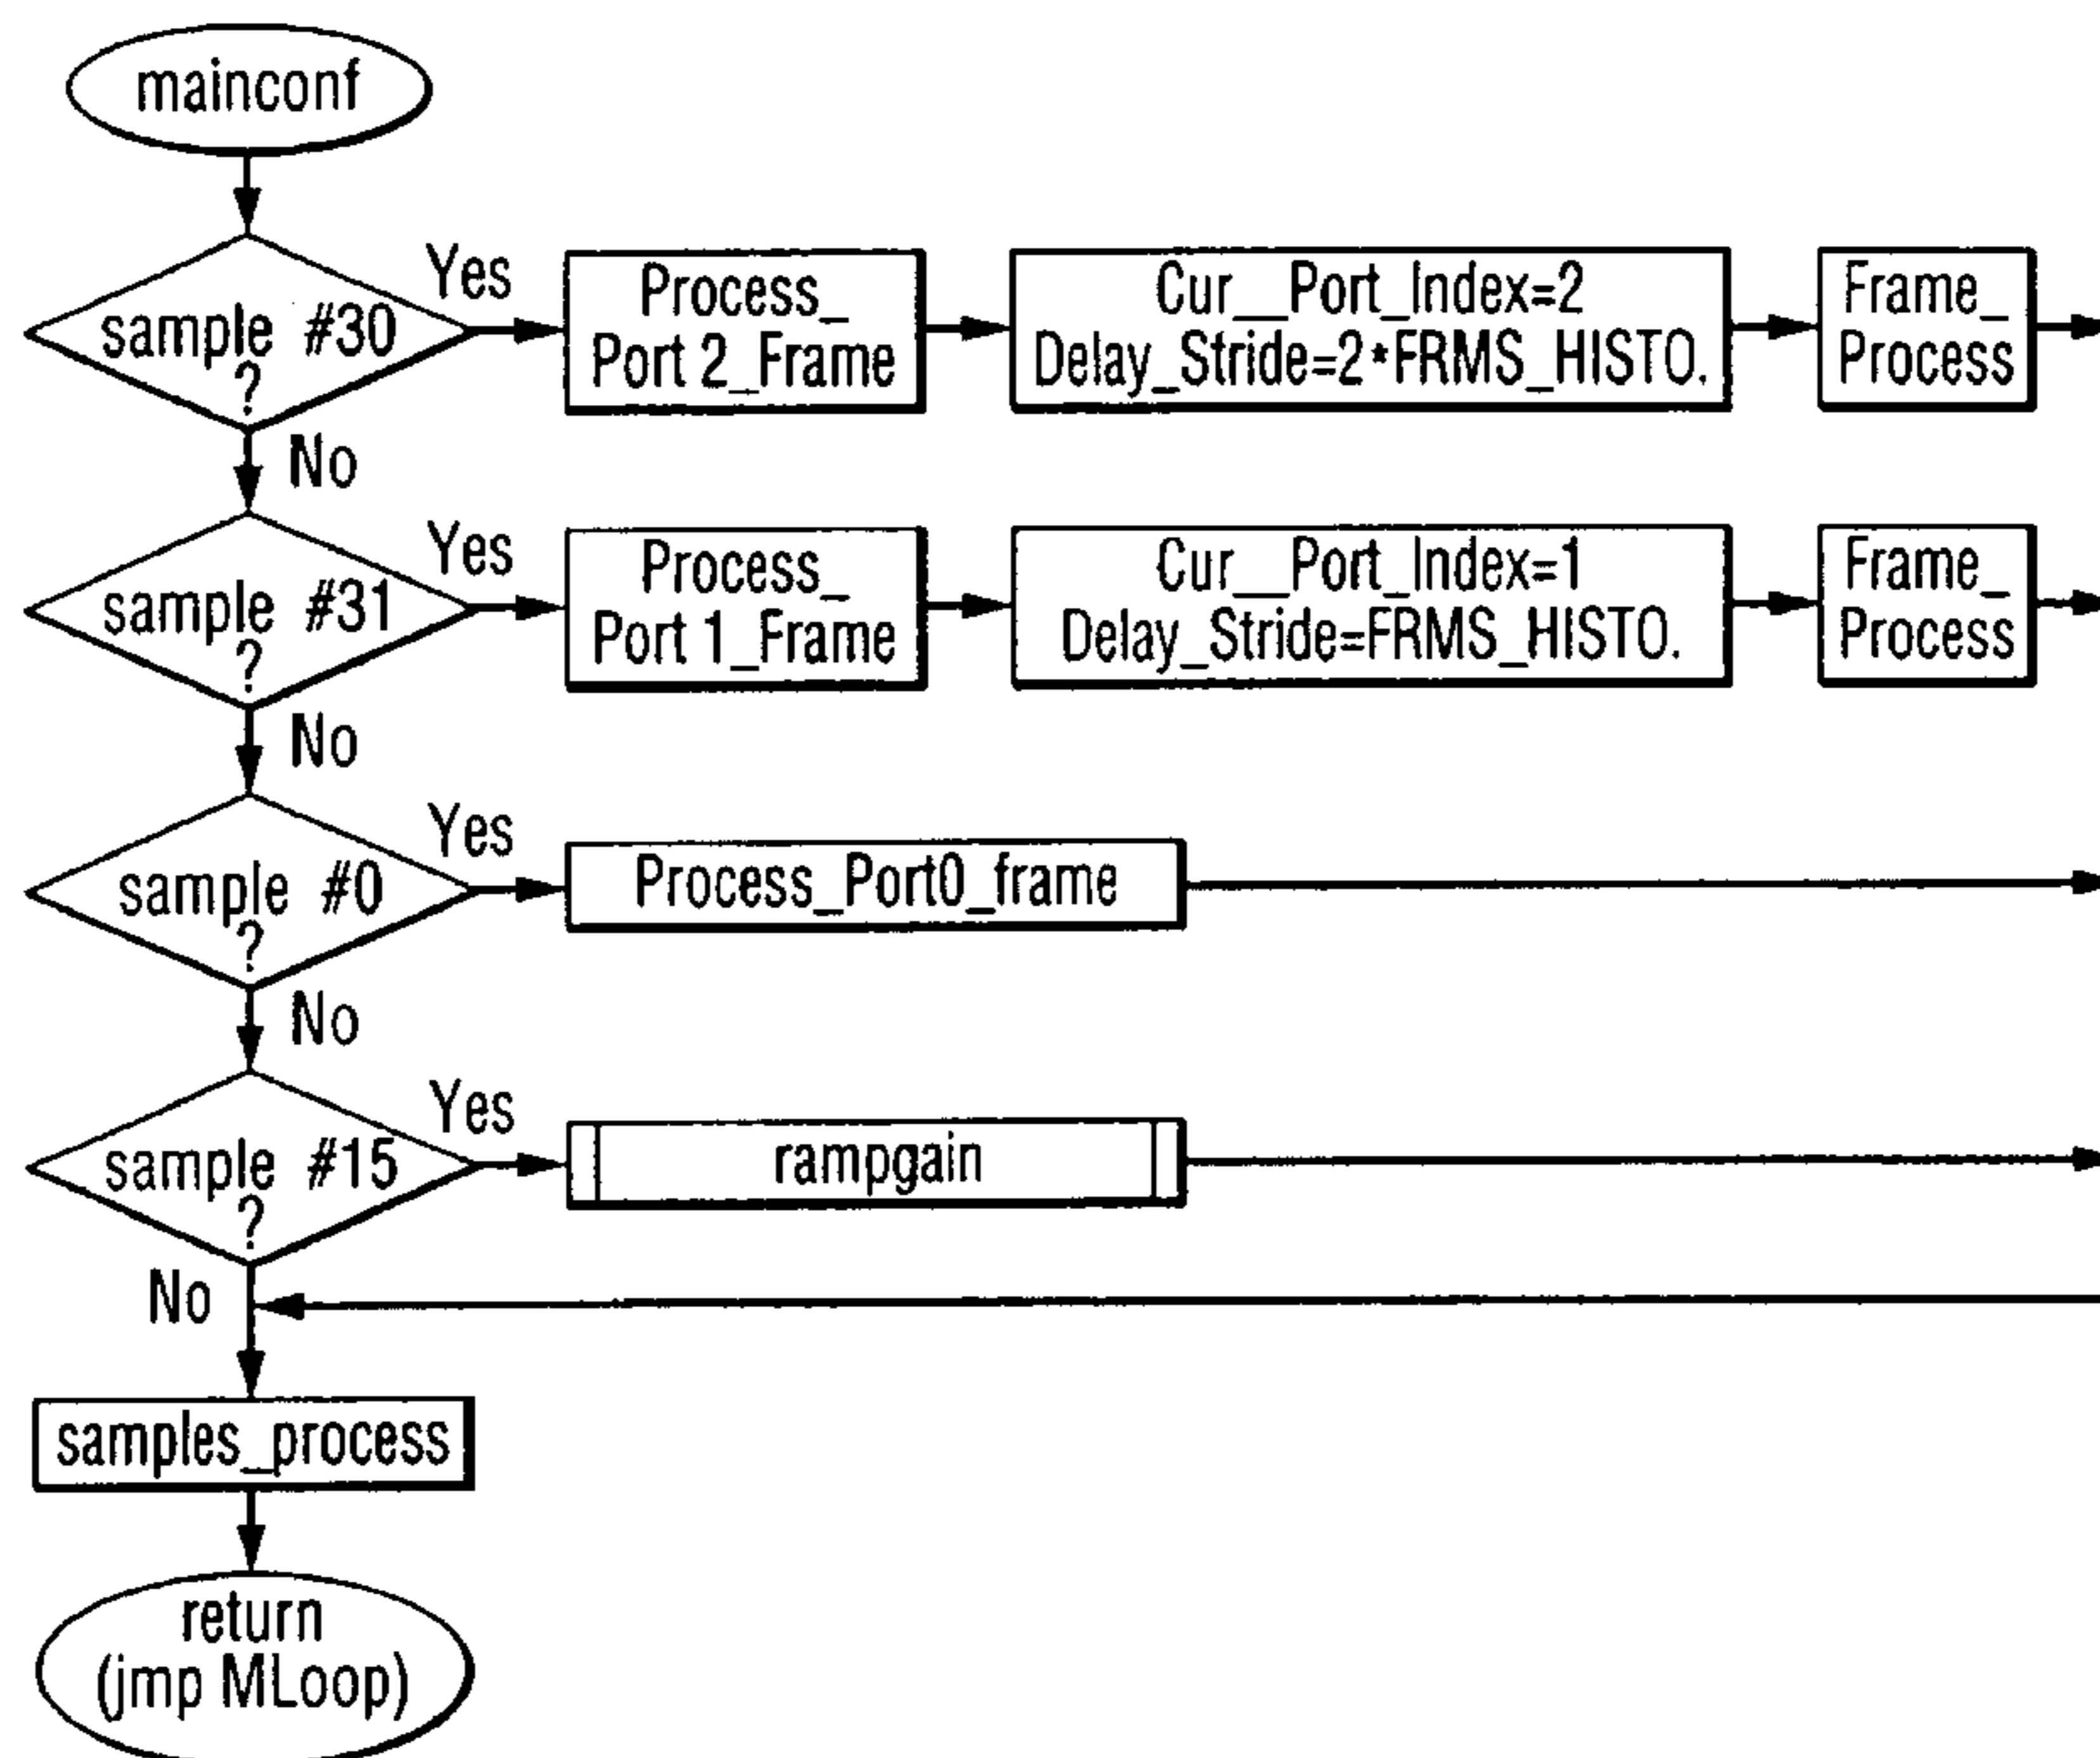 mainconf
sample #30
?
Yes
Process_
Port 2_Frame
Cur__Port_Index=2
Delay_Stride=2*FRMS_HISTO.
Frame_
Process
No
sample #31
?
Yes
Process_
Port 1_Frame
Cur__Port_Index=1
Delay_Stride=FRMS_HISTO.
Frame_
Process
No
sample #0
?
Yes
Process_Port0_frame
No
sample #15
?
Yes
rampgain
No
samples_process
return
(jmp MLoop)